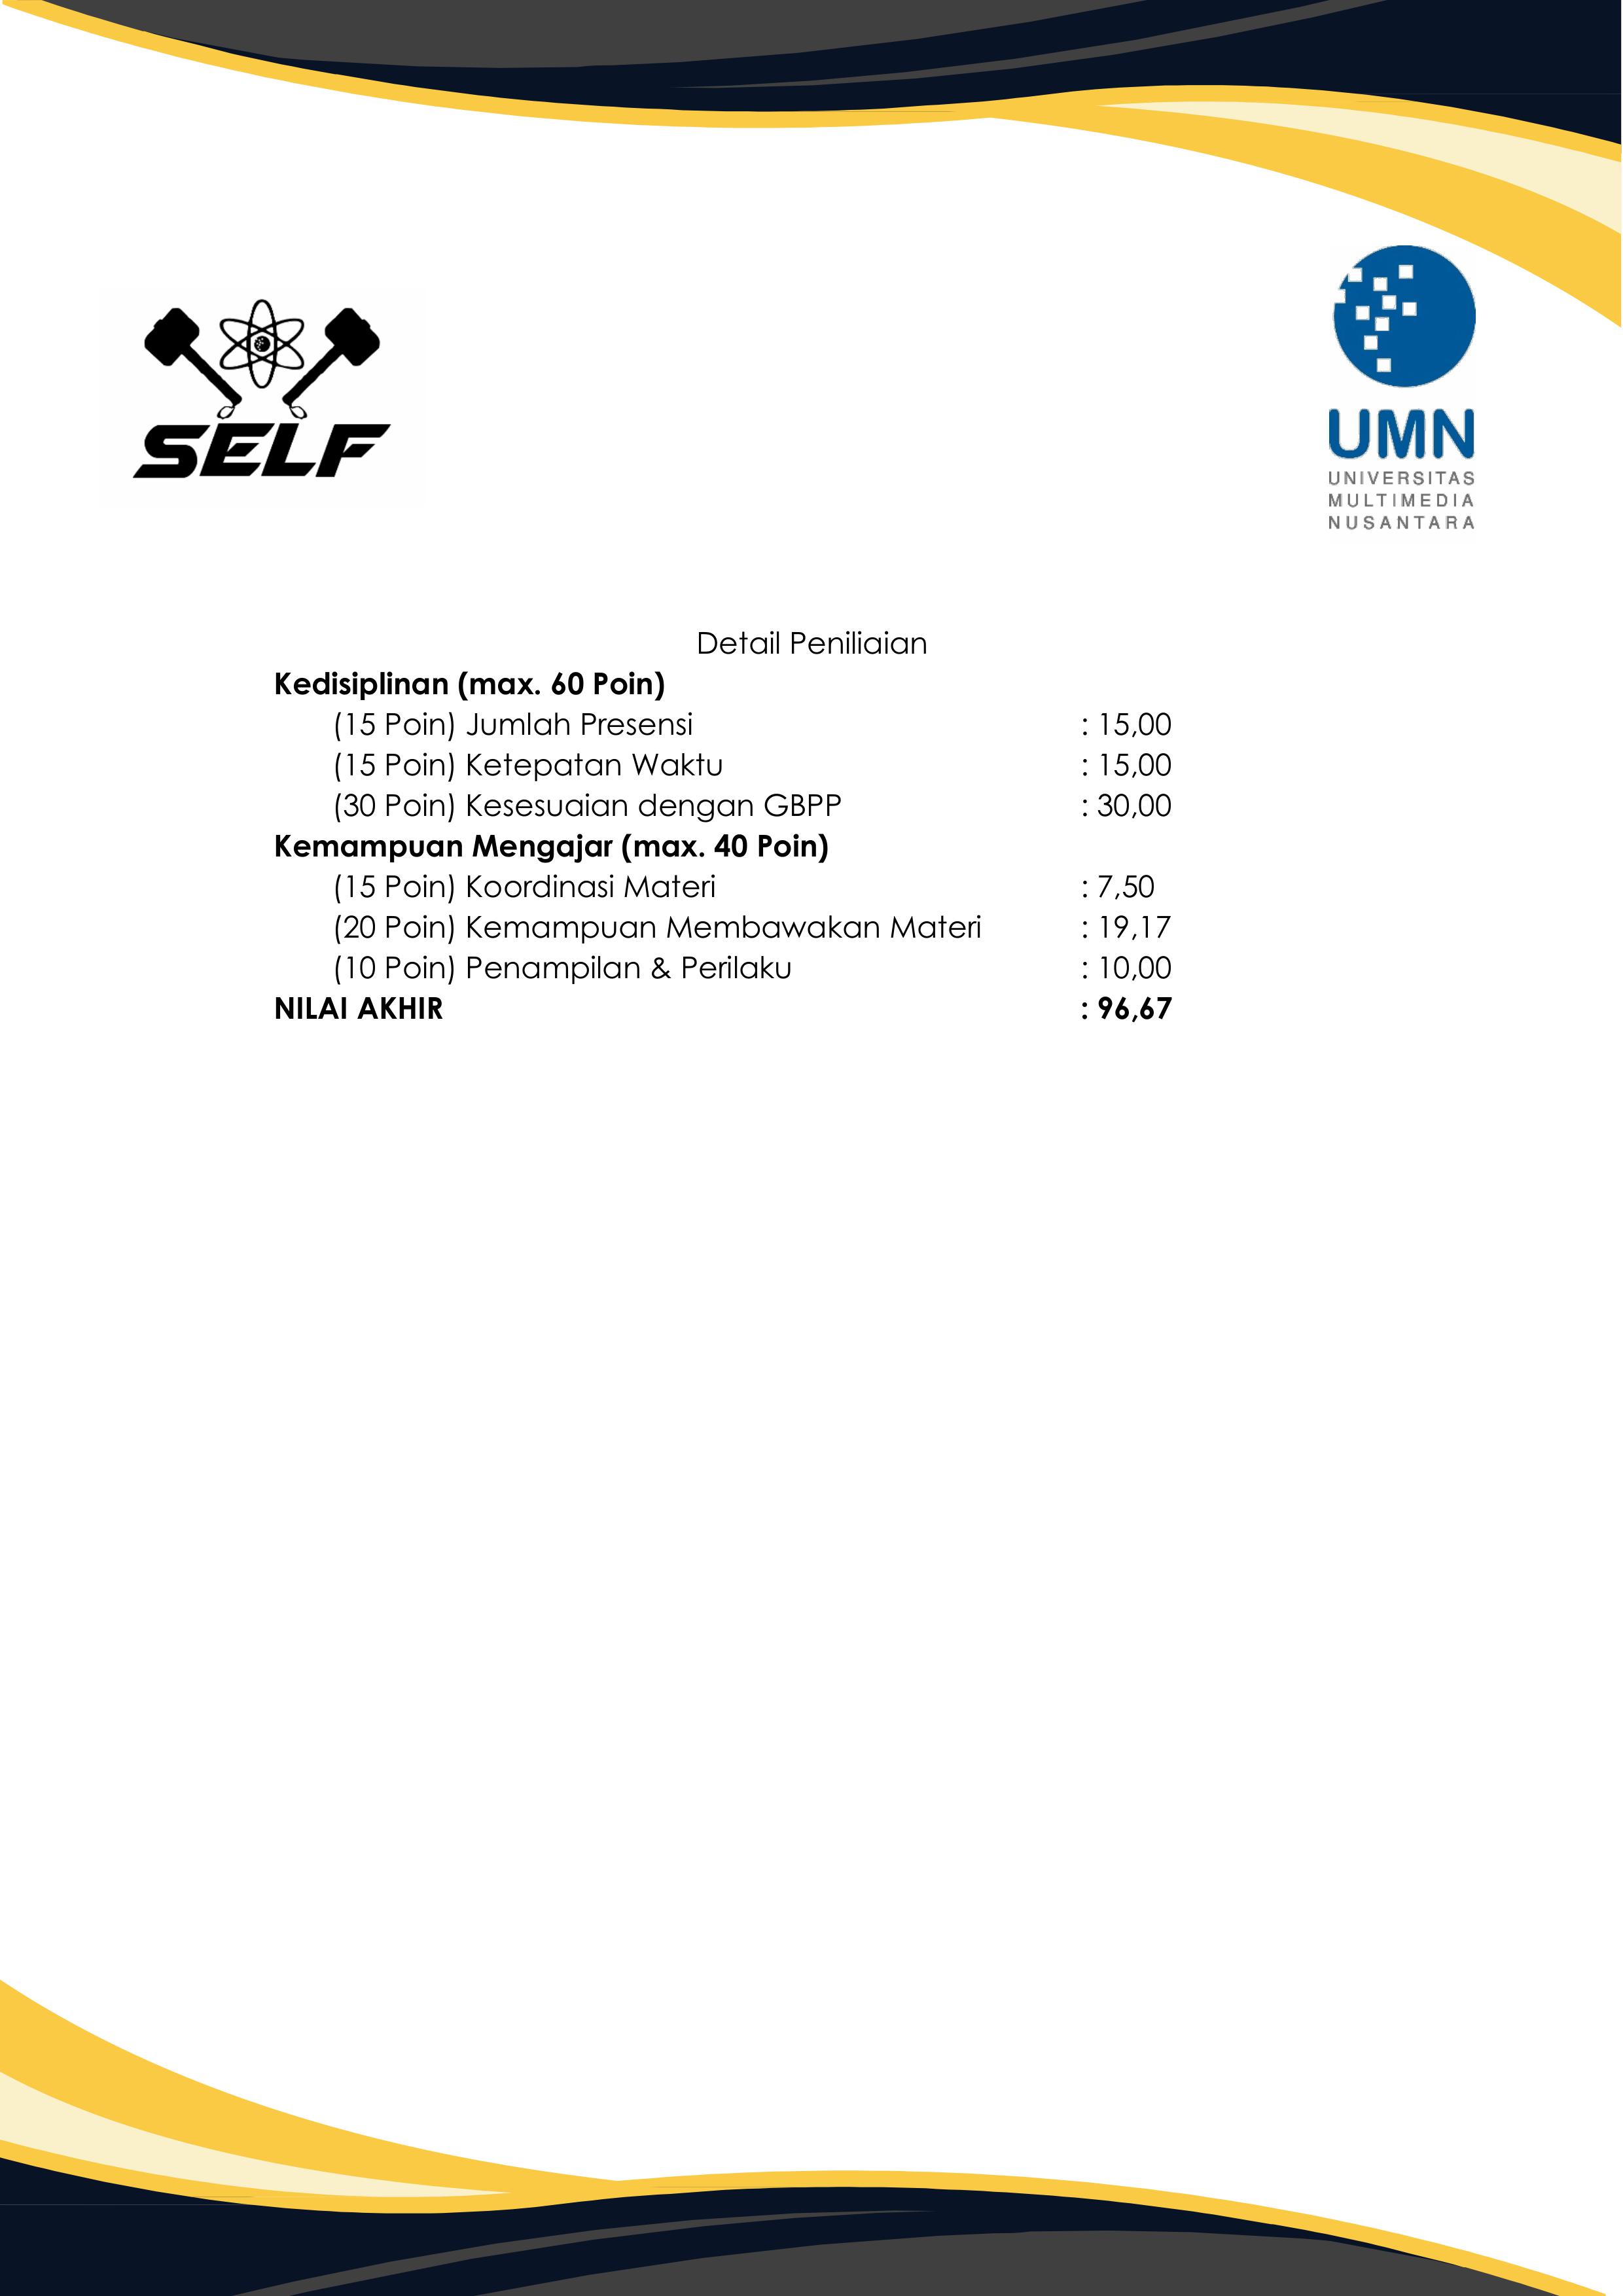 SELF
UMN
UNIVERSITAS
MULTIMEDIA
NUSANTARA
Detail Peniliaian
Kedisiplinan (max. 60 Poin)
(15 Poin) Jumlah Presensi : 15,00
(15 Poin) Ketepatan Waktu : 15,00
(30 Poin) Kesesuaian dengan GBPP : 30,00
Kemampuan Mengajar (max. 40 Poin)
(15 Poin) Koordinasi Materi : 7,50
(20 Poin) Kemampuan Membawakan Materi : 19,17
(10 Poin) Penampilan & Perilaku : 10,00
NILAI AKHIR : 96,67